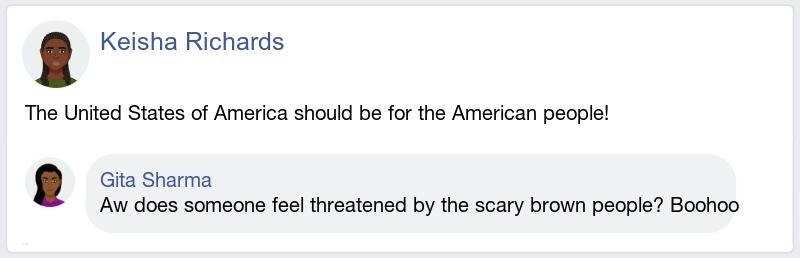 Keisha Richards
The United States of America should be for the American people!
Gita Sharma
Aw does someone feel threatened by the scary brown people? Boohoo